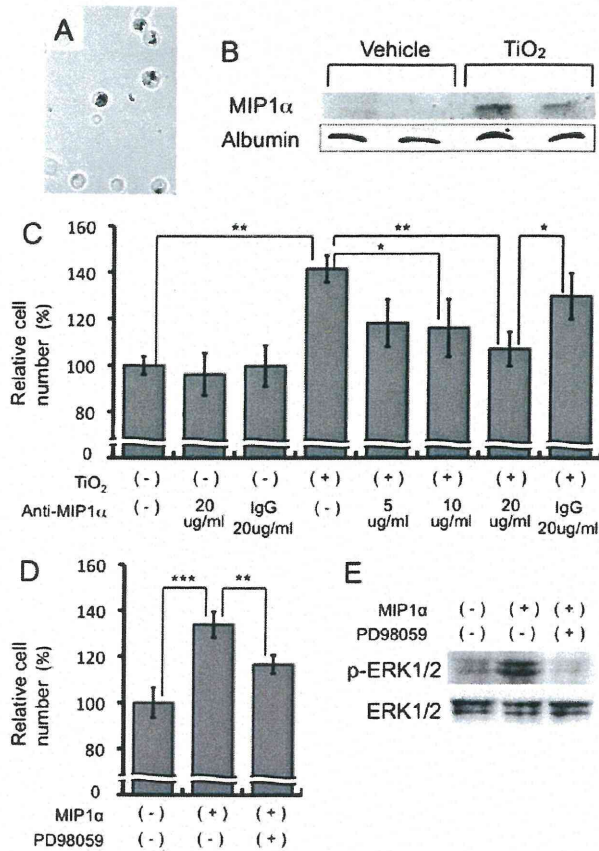 A
B
Vehicle TiO₂
MIP1α
Albumin
C
Relative cell number (%)
160
140
120
100
80
0
** ** * *
TiO₂ (-) (-) (-) (+) (+) (+) (+) (+)
Anti-MIP1α (-) 20 ug/ml IgG 20ug/ml (-) 5 ug/ml 10 ug/ml 20 ug/ml IgG 20ug/ml
D
Relative cell number (%)
160
140
120
100
80
0
*** **
MIP1α (-) (+) (+)
PD98059 (-) (-) (+)
E
MIP1α (-) (+) (+)
PD98059 (-) (-) (+)
p-ERK1/2
ERK1/2